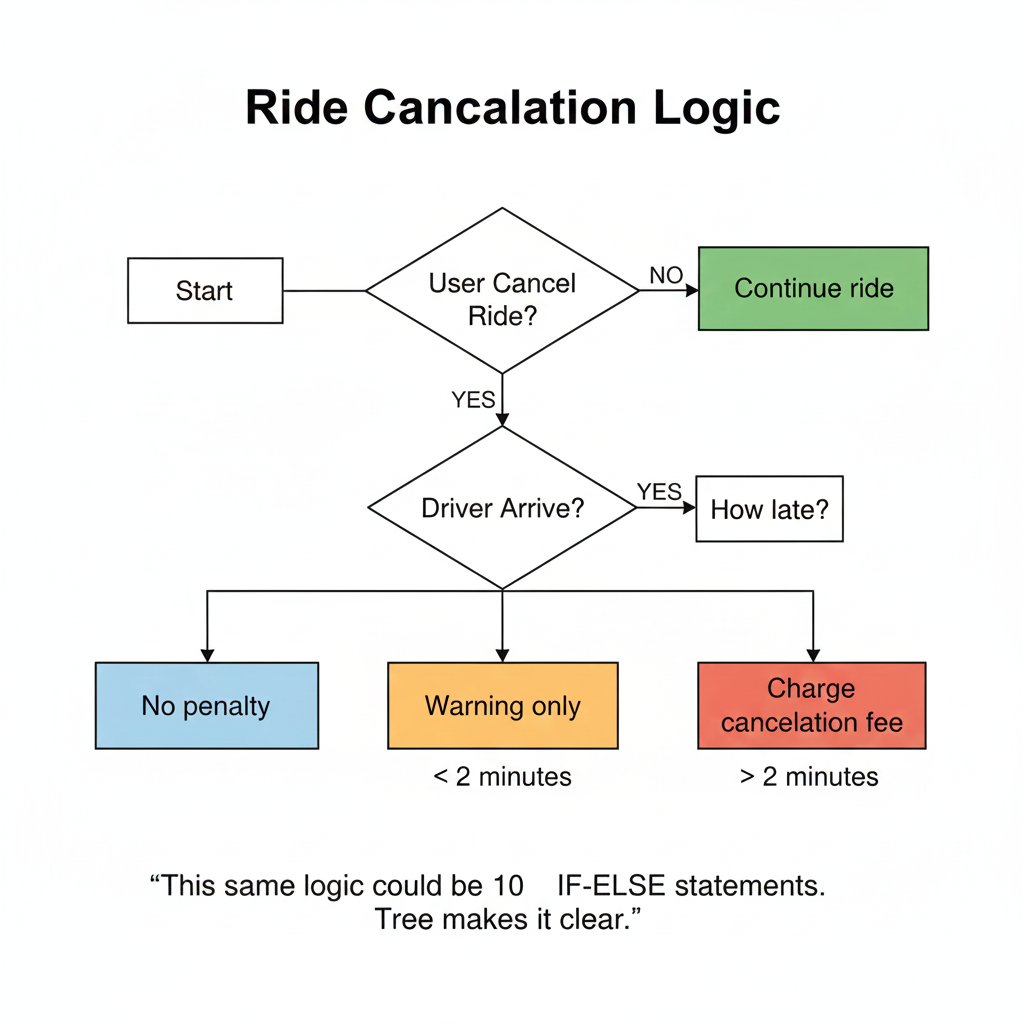 Ride Cancalation Logic
Start
User Cancel
Ride?
NO
Continue ride
YES
Driver Arrive?
YES
How late?
No penalty
Warning only
Charge
cancelation fee
< 2 minutes
> 2 minutes
“This same logic could be 10 IF-ELSE statements.
Tree makes it clear.”